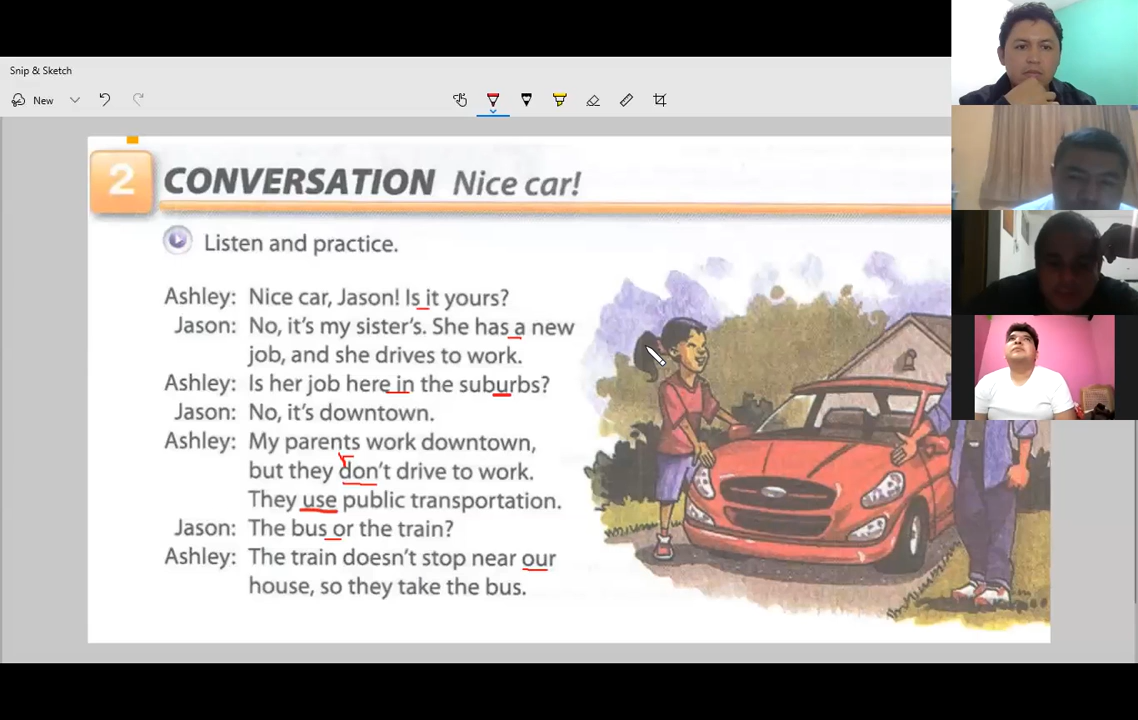 Snip & Sketch
New
2 CONVERSATION Nice car!
Listen and practice.
Ashley: Nice car, Jason! Is it yours?
Jason: No, it's my sister's. She has a new
job, and she drives to work.
Ashley: Is her job here in the suburbs?
Jason: No, it's downtown.
Ashley: My parents work downtown,
but they don't drive to work.
They use public transportation.
Jason: The bus or the train?
Ashley: The train doesn't stop near our
house, so they take the bus.